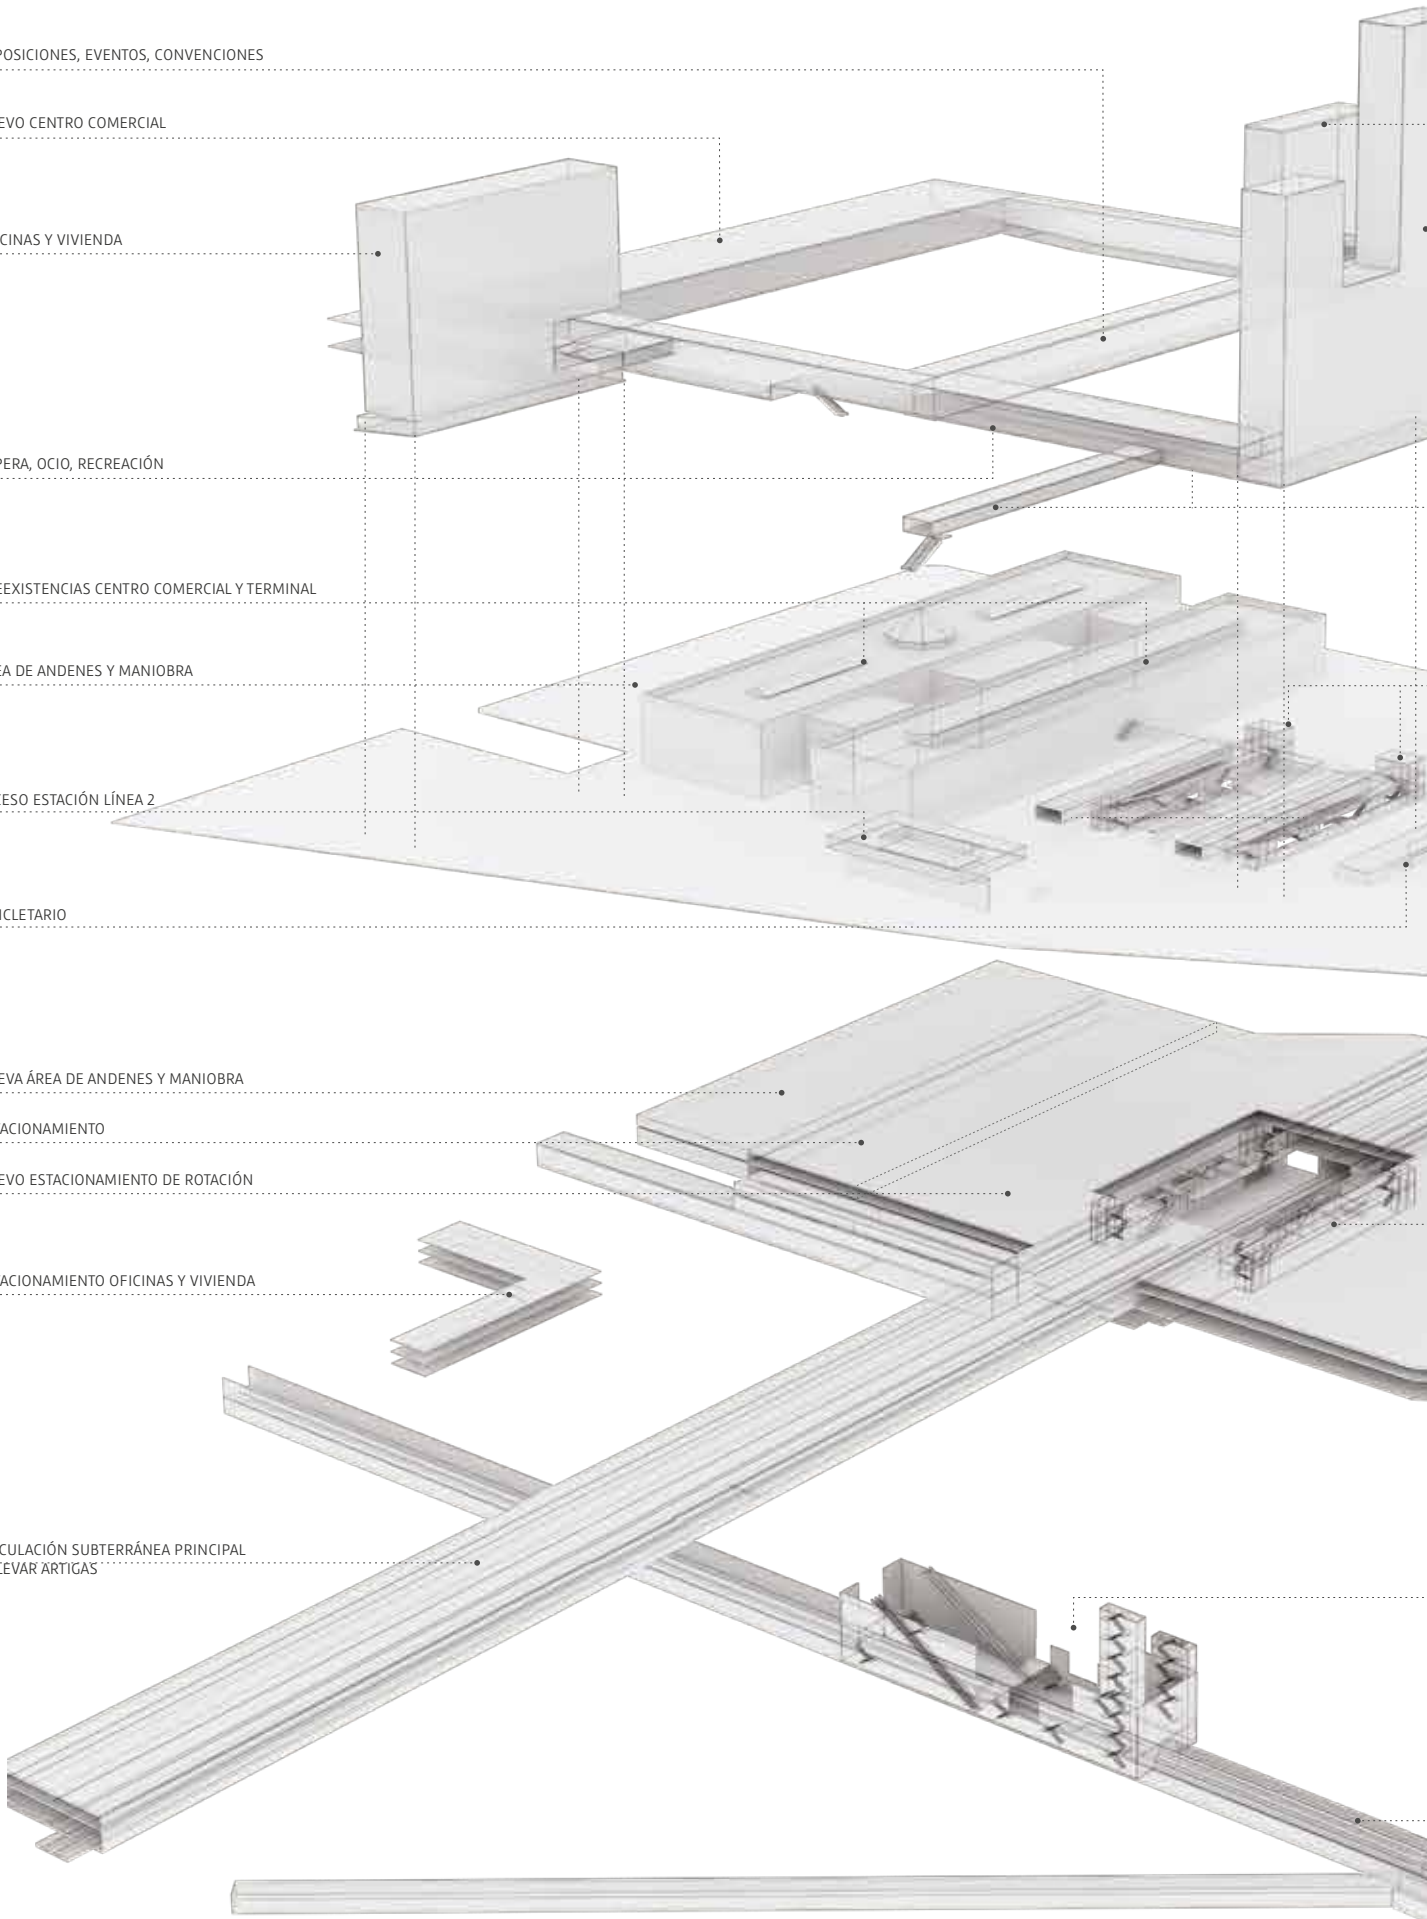 POSICIONES, EVENTOS, CONVENCIONES
EVO CENTRO COMERCIAL
CINAS Y VIVIENDA
PERA, OCIO, RECREACIÓN
EEXISTENCIAS CENTRO COMERCIAL Y TERMINAL
EA DE ANDENES Y MANIOBRA
ESO ESTACIÓN LÍNEA 2
ICLETARIO
EVA ÁREA DE ANDENES Y MANIOBRA
ACIONAMIENTO
EVO ESTACIONAMIENTO DE ROTACIÓN
ACIONAMIENTO OFICINAS Y VIVIENDA
CULACIÓN SUBTERRÁNEA PRINCIPAL
LEVAR ARTIGAS